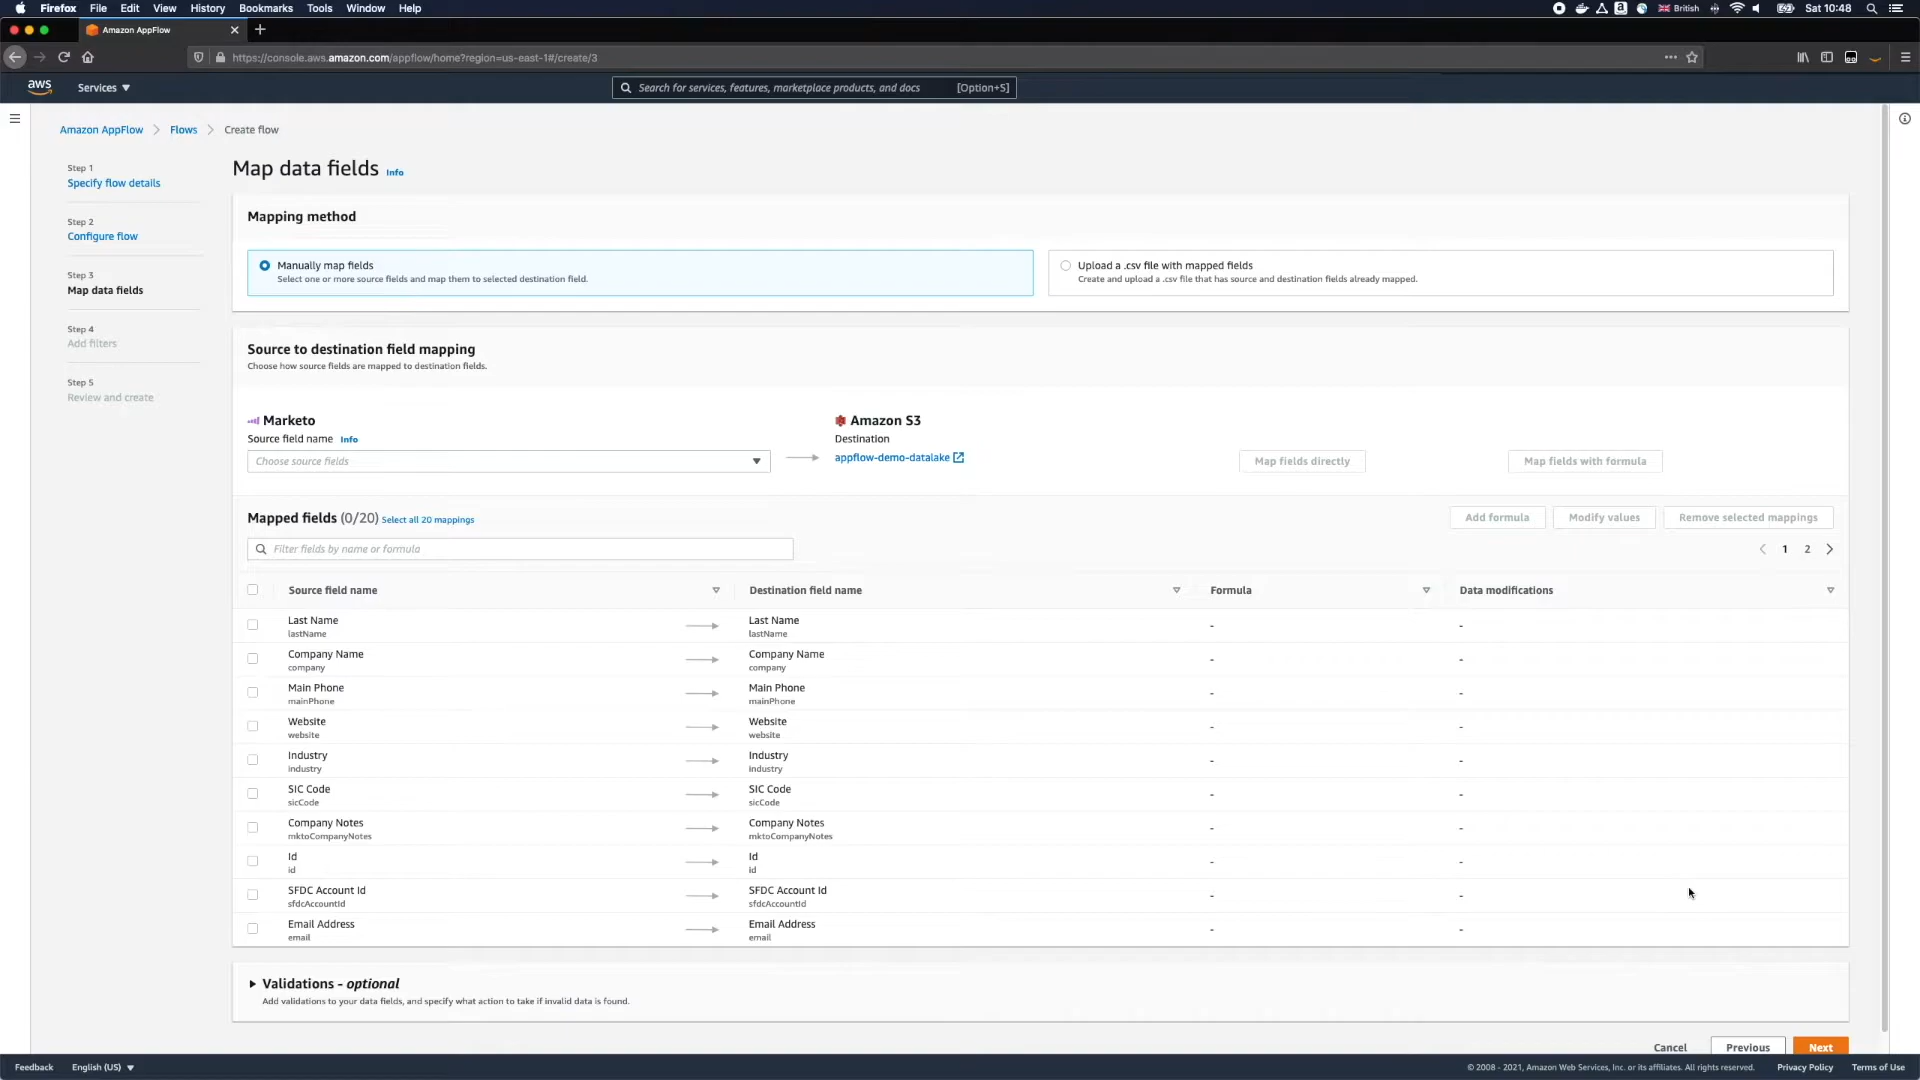 Firefox File Edit View History Bookmarks Tools Window Help British Sat 10:48
Amazon AppFlow
https://console.aws.amazon.com/appflow/home?region=us-east-1#/create/3
aws Services Search for services, features, marketplace products, and docs [Option+S]
Amazon AppFlow Flows Create flow
Step 1
Specify flow details
Step 2
Configure flow
Step 3
Map data fields
Step 4
Add filters
Step 5
Review and create
Map data fields Info
Mapping method
Manually map fields
Select one or more source fields and map them to selected destination field.
Upload a .csv file with mapped fields
Create and upload a .csv file that has source and destination fields already mapped.
Source to destination field mapping
Choose how source fields are mapped to destination fields.
Marketo
Source field name Info
Choose source fields
Amazon S3
Destination
appflow-demo-datalake
Map fields directly
Map fields with formula
Mapped fields (0/20) Select all 20 mappings
Add formula Modify values Remove selected mappings
Filter fields by name or formula
1 2
Source field name Destination field name Formula Data modifications
Last Name Last Name
lastName lastName
- -
Company Name Company Name
company company
- -
Main Phone Main Phone
mainPhone mainPhone
- -
Website Website
website website
- -
Industry Industry
industry industry
- -
SIC Code SIC Code
sicCode sicCode
- -
Company Notes Company Notes
mktoCompanyNotes mktoCompanyNotes
- -
Id Id
id id
- -
SFDC Account Id SFDC Account Id
sfdcAccountId sfdcAccountId
- -
Email Address Email Address
email email
- -
Validations - optional
Add validations to your data fields, and specify what action to take if invalid data is found.
Cancel Previous Next
Feedback English (US) © 2008 - 2021, Amazon Web Services, Inc. or its affiliates. All rights reserved. Privacy Policy Terms of Use